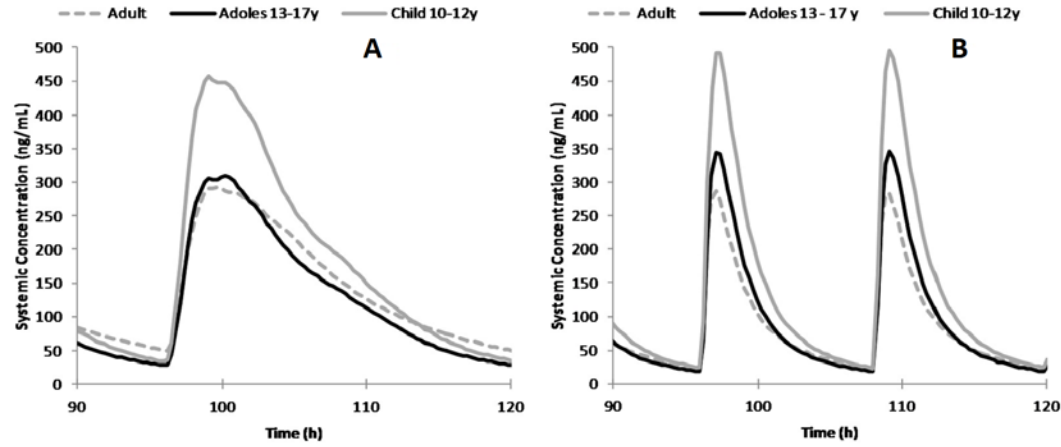 Adult Adoles 13-17y Child 10-12y
A
Systemic Concentration (ng/mL)
500
450
400
350
300
250
200
150
100
50
0
90 100 110 120
Time (h)
Adult Adoles 13 - 17 y Child 10-12y
B
Systemic Concentration (ng/mL)
500
450
400
350
300
250
200
150
100
50
0
90 100 110 120
Time (h)